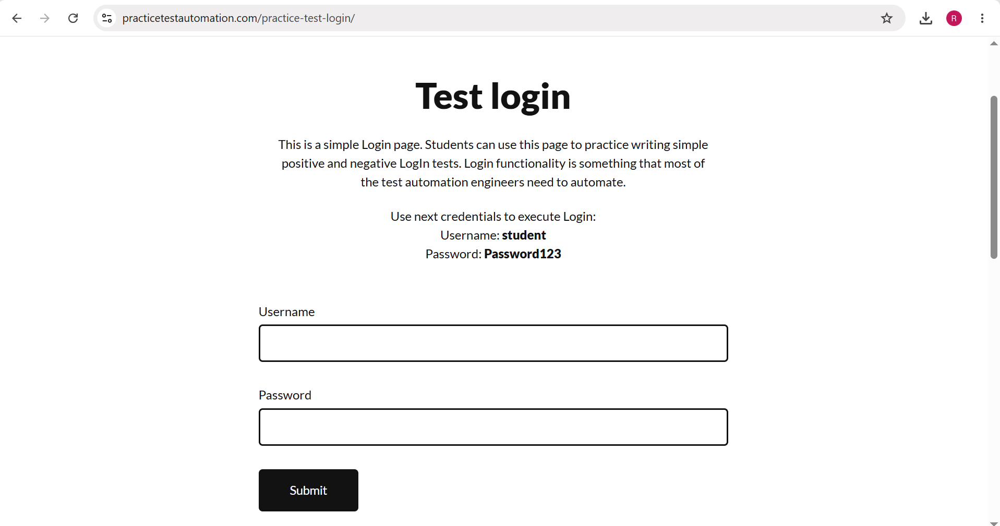 practicetestautomation.com/practice-test-login/
R
Test login
This is a simple Login page. Students can use this page to practice writing simple
positive and negative LogIn tests. Login functionality is something that most of
the test automation engineers need to automate.
Use next credentials to execute Login:
Username: student
Password: Password123
Username
Password
Submit